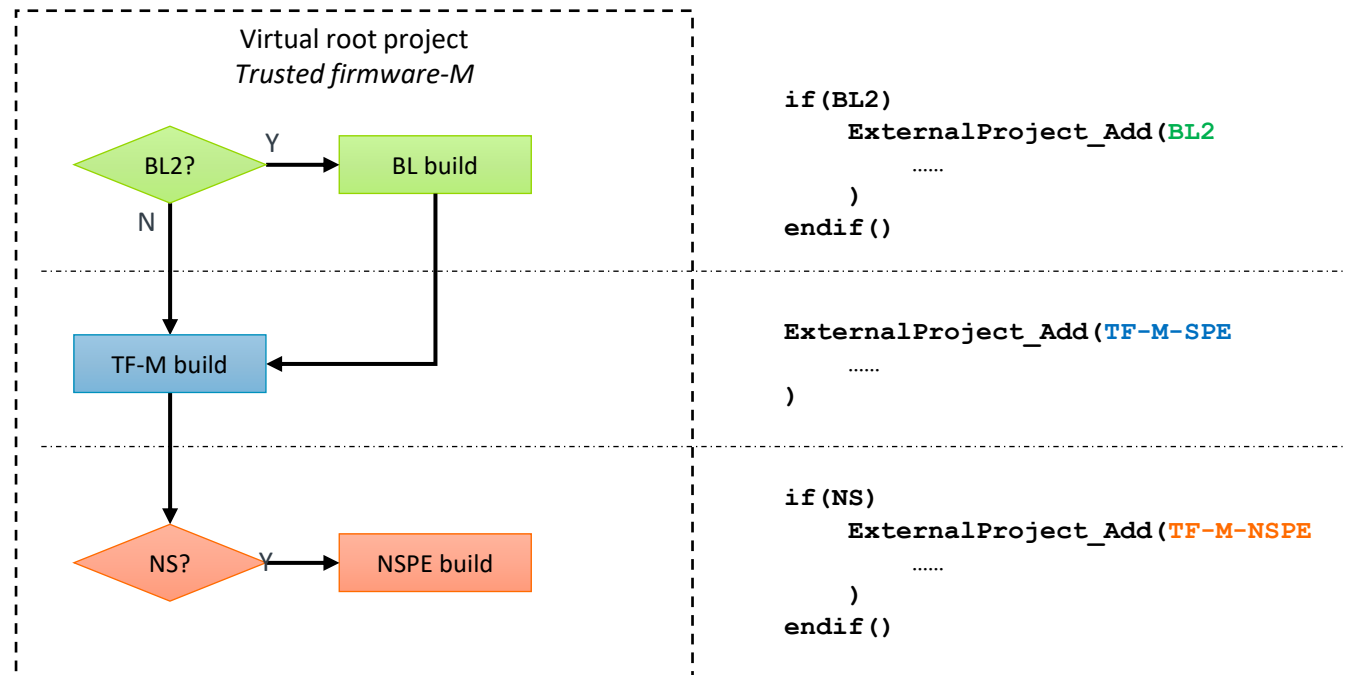 Virtual root project
Trusted firmware-M
BL2?
Y
BL build
N
TF-M build
NS?
Y
NSPE build
if(BL2)
ExternalProject_Add(BL2
......
)
endif()
ExternalProject_Add(TF-M-SPE
......
)
if(NS)
ExternalProject_Add(TF-M-NSPE
......
)
endif()